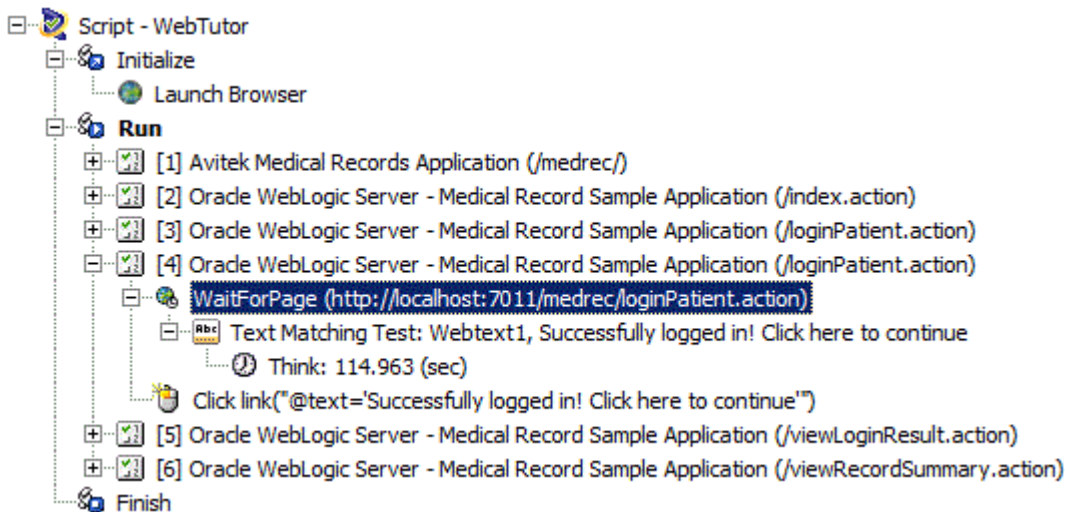 Script - WebTutor
Initialize
Launch Browser
Run
[1] Avitek Medical Records Application (/medrec/)
[2] Oracle WebLogic Server - Medical Record Sample Application (/index.action)
[3] Oracle WebLogic Server - Medical Record Sample Application (/loginPatient.action)
[4] Oracle WebLogic Server - Medical Record Sample Application (/loginPatient.action)
WaitForPage (http://localhost:7011/medrec/loginPatient.action)
Abc Text Matching Test: Webtext1, Successfully logged in! Click here to continue
Think: 114.963 (sec)
Click link("@text='Successfully logged in! Click here to continue'")
[5] Oracle WebLogic Server - Medical Record Sample Application (/viewLoginResult.action)
[6] Oracle WebLogic Server - Medical Record Sample Application (/viewRecordSummary.action)
Finish